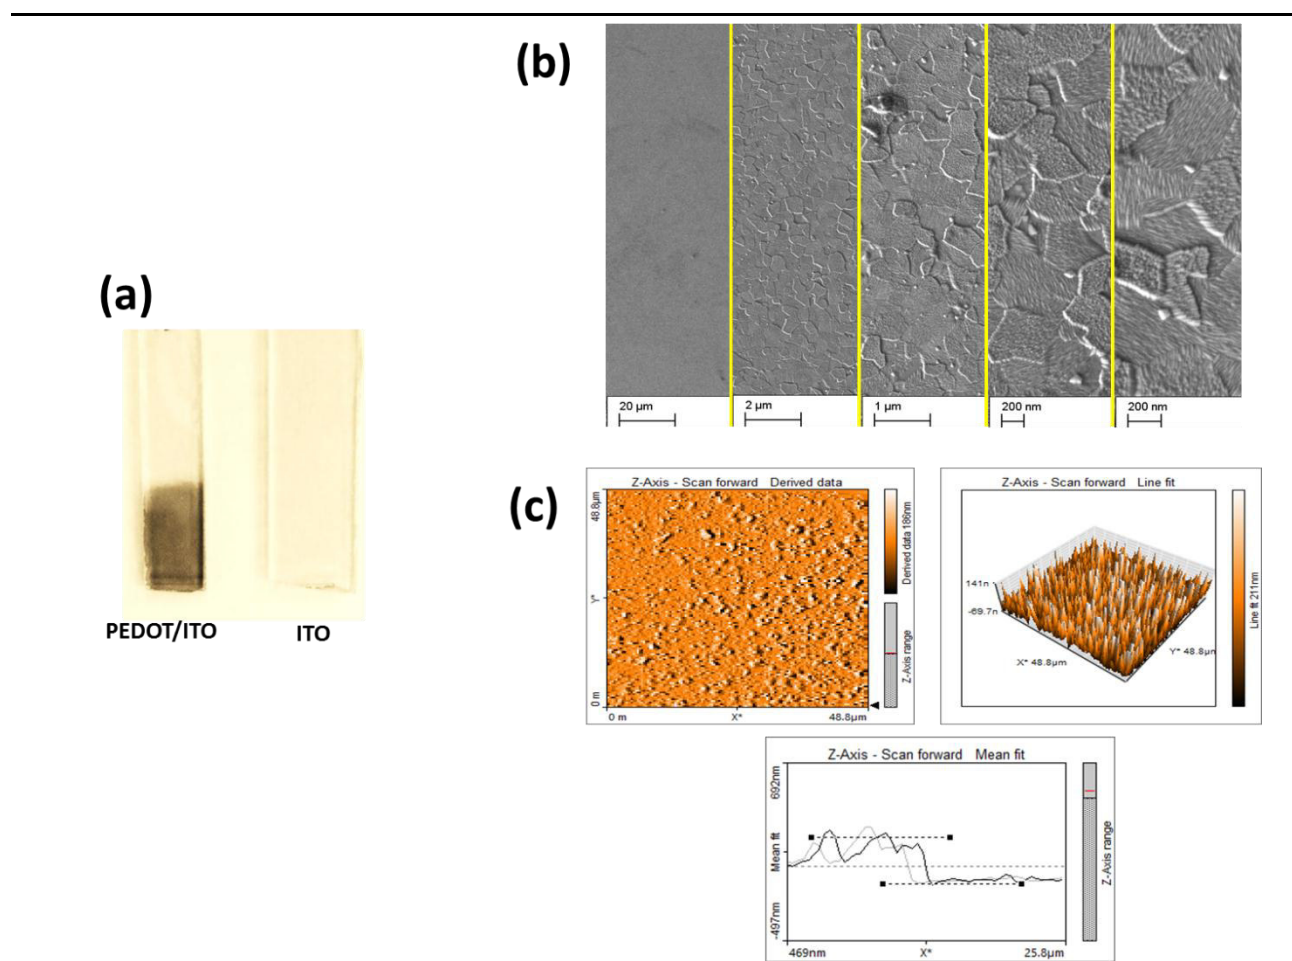 (a)
PEDOT/ITO
ITO
(b)
20 µm
2 µm
1 µm
200 nm
200 nm
(c)
Z-Axis - Scan forward Derived data
48.8µm
Y*
0 m
0 m
X*
48.8µm
Derived data 186nm
Z-Axis range
Z-Axis - Scan forward Line fit
141n
-69.7n
X* 48.8µm
Y* 48.8µm
Line fit 211nm
Z-Axis - Scan forward Mean fit
692nm
Mean fit
-497nm
469nm
X*
25.8µm
Z-Axis range